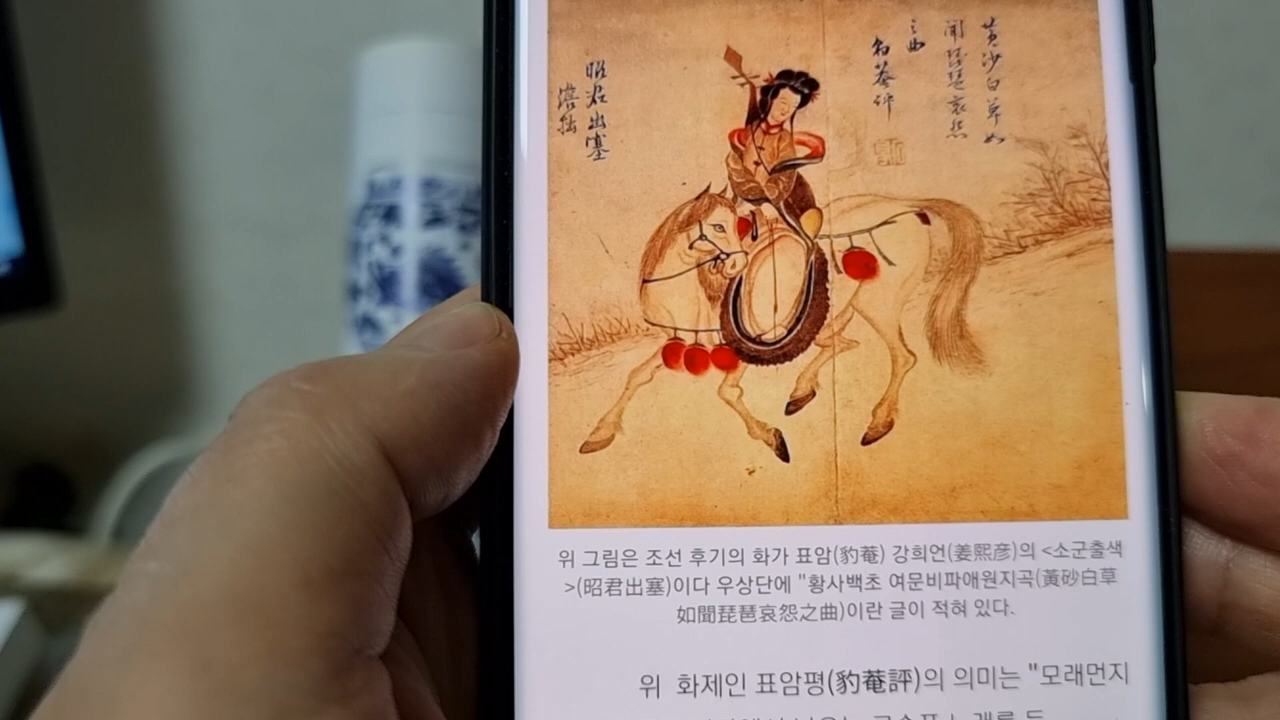 黄沙白草如
聞琵琶哀怨
之曲
豹菴評
昭君出塞
澹拙
위 그림은 조선 후기의 화가 표암(豹菴) 강희언(姜熙彦)의 <소군출색
>(昭君出塞)이다 우상단에 "황사백초 여문비파애원지곡(黃砂白草
如聞琵琶哀怨之曲)이란 글이 적혀 있다.
위 화제인 표암평(豹菴評)의 의미는 "모래먼지